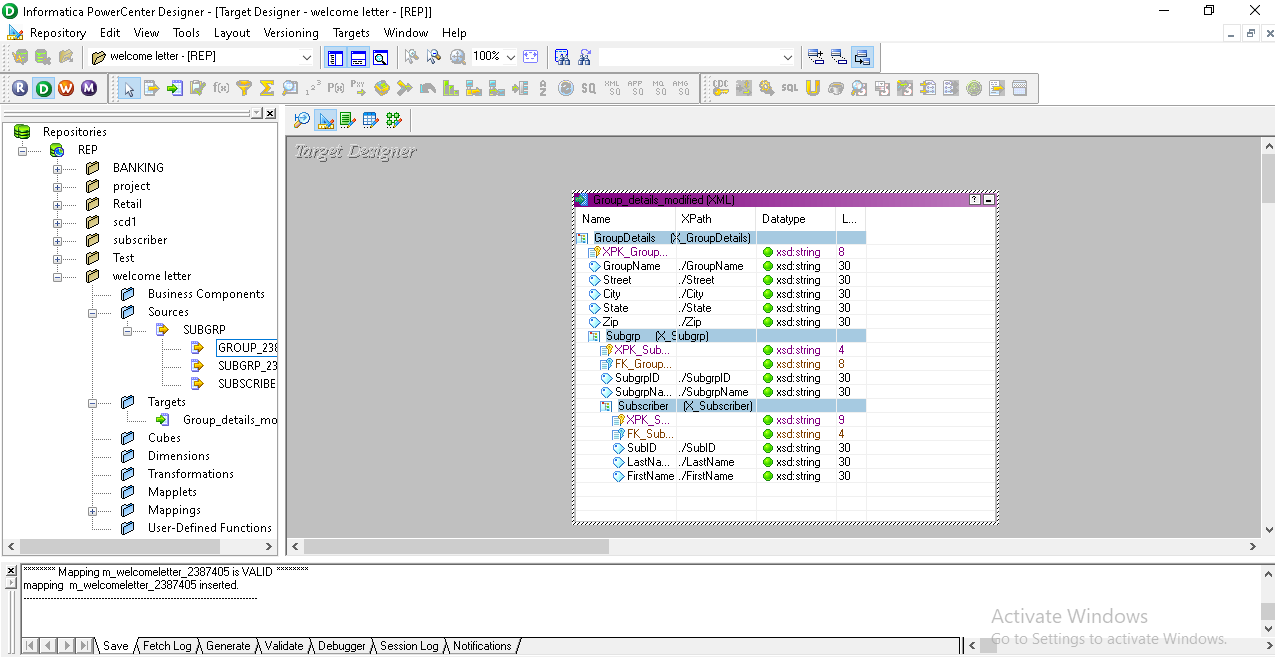 Informatica PowerCenter Designer - [Target Designer - welcome letter - [REP]]
Repository Edit View Tools Layout Versioning Targets Window Help
welcome letter - [REP]
100%
Repositories
REP
BANKING
project
Retail
scd1
subscriber
Test
welcome letter
Business Components
Sources
SUBGRP
GROUP_238
SUBGRP_23
SUBSCRIBE
Targets
Group_details_mo
Cubes
Dimensions
Transformations
Mapplets
Mappings
User-Defined Functions
Target Designer
Group_details_modified (XML)
Name XPath Datatype L...
GroupDetails (X_GroupDetails)
XPK_Group... xsd:string 8
GroupName ./GroupName xsd:string 30
Street ./Street xsd:string 30
City ./City xsd:string 30
State ./State xsd:string 30
Zip ./Zip xsd:string 30
Subgrp (X_Subgrp)
XPK_Sub... xsd:string 4
FK_Group... xsd:string 8
SubgrpID ./SubgrpID xsd:string 30
SubgrpNa... ./SubgrpName xsd:string 30
Subscriber (X_Subscriber)
XPK_S... xsd:string 9
FK_Sub... xsd:string 4
SubID ./SubID xsd:string 30
LastNa... ./LastName xsd:string 30
FirstName ./FirstName xsd:string 30
******** Mapping m_welcomeletter_2387405 is VALID ********
mapping m_welcomeletter_2387405 inserted.
Save Fetch Log Generate Validate Debugger Session Log Notifications
Activate Windows
Go to Settings to activate Windows.